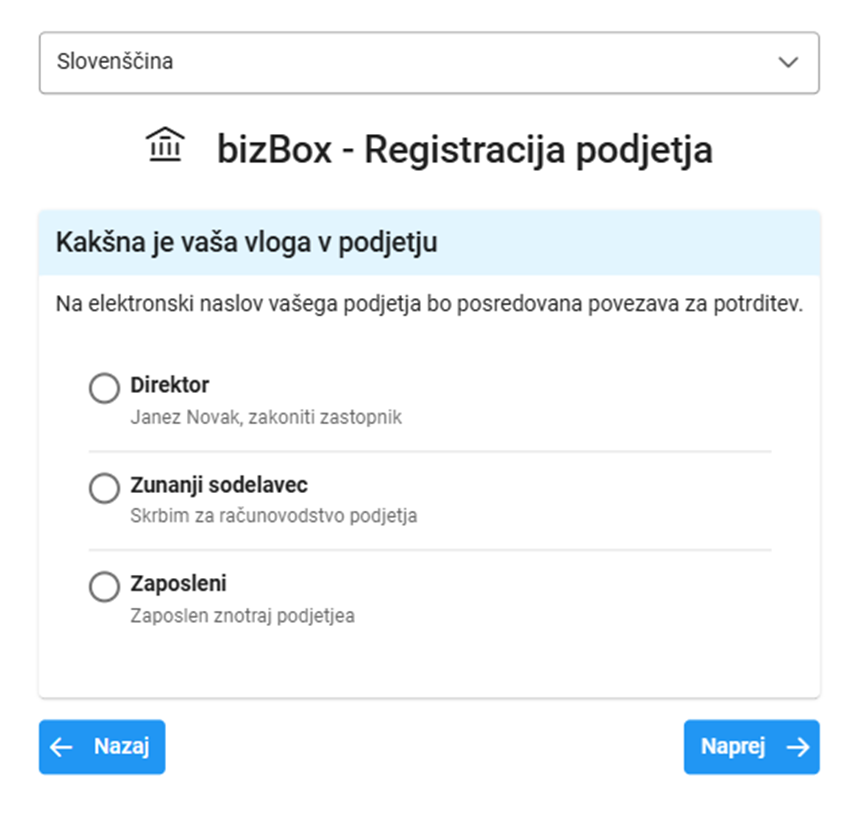 Slovenščina
bizBox - Registracija podjetja
Kakšna je vaša vloga v podjetju
Na elektronski naslov vašega podjetja bo posredovana povezava za potrditev.
Direktor
Janez Novak, zakoniti zastopnik
Zunanji sodelavec
Skrbim za računovodstvo podjetja
Zaposleni
Zaposlen znotraj podjetjea
Nazaj
Naprej